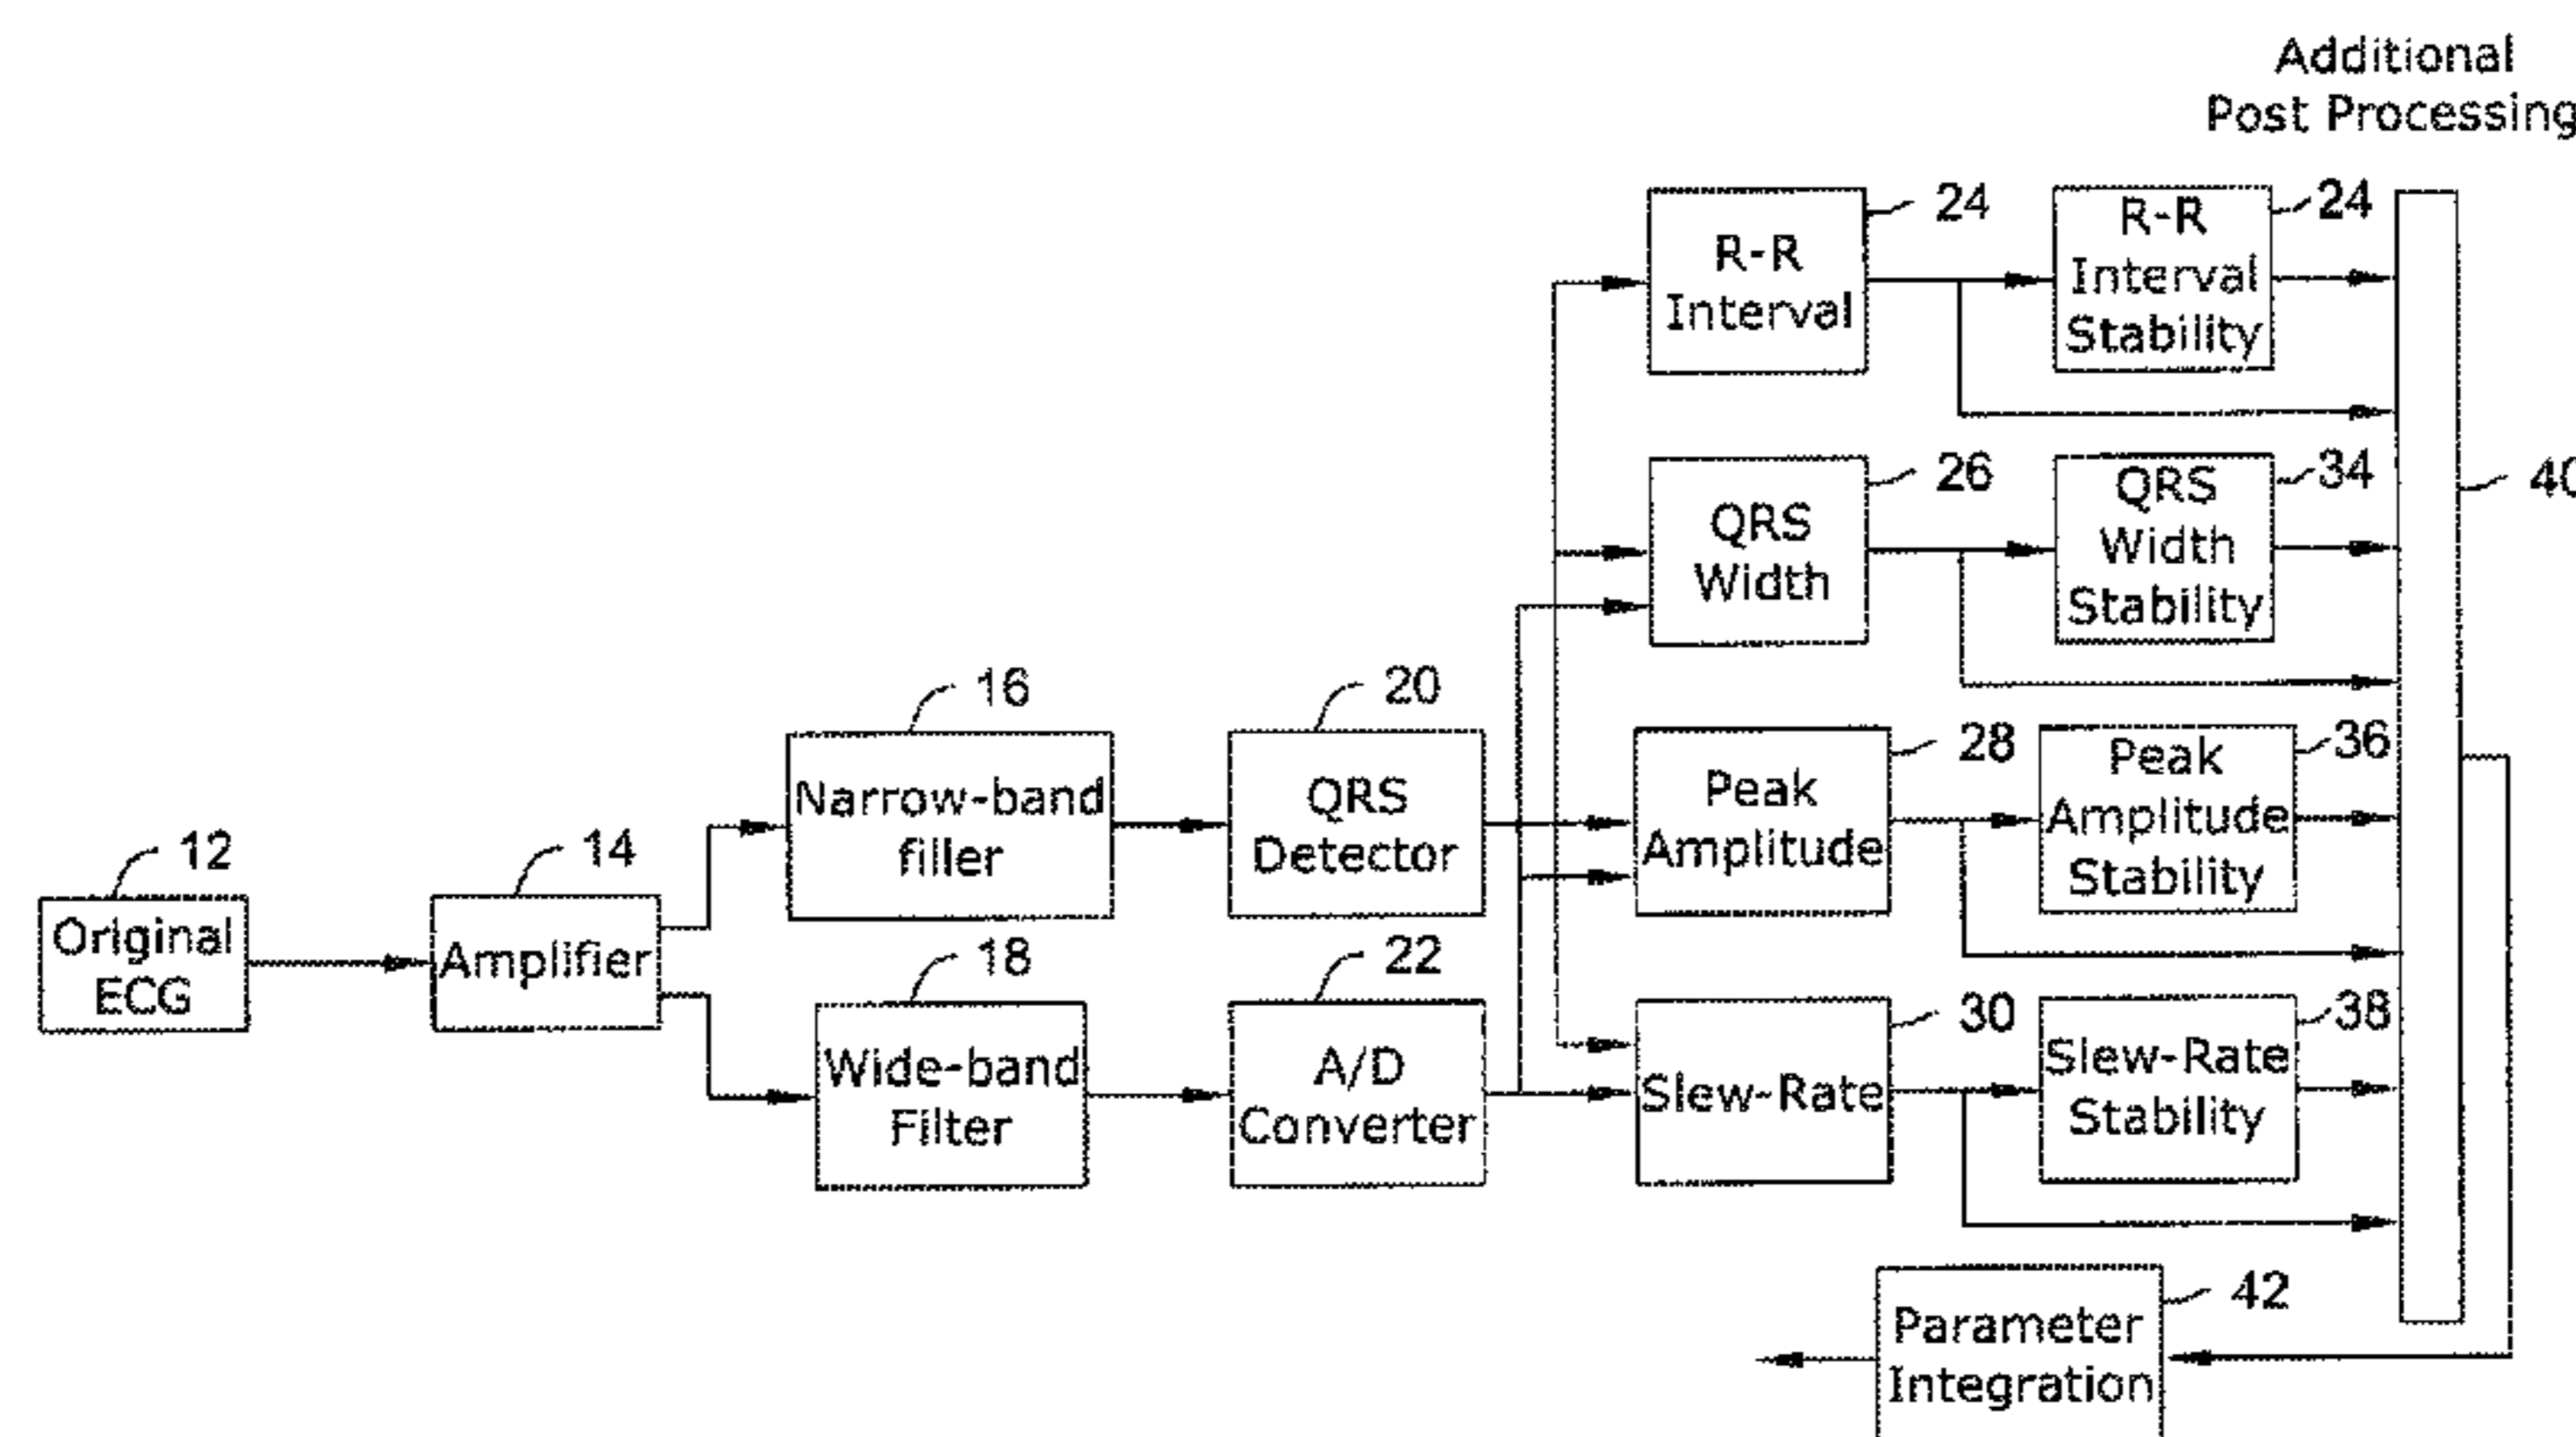 Additional
Post Processing
24
R-R
Interval
24
R-R
Interval
Stability
26
QRS
Width
34
QRS
Width
Stability
40
16
Narrow-band
filler
20
QRS
Detector
28
Peak
Amplitude
36
Peak
Amplitude
Stability
12
Original
ECG
14
Amplifier
18
Wide-band
Filter
22
A/D
Converter
30
Slew-Rate
38
Slew-Rate
Stability
42
Parameter
Integration